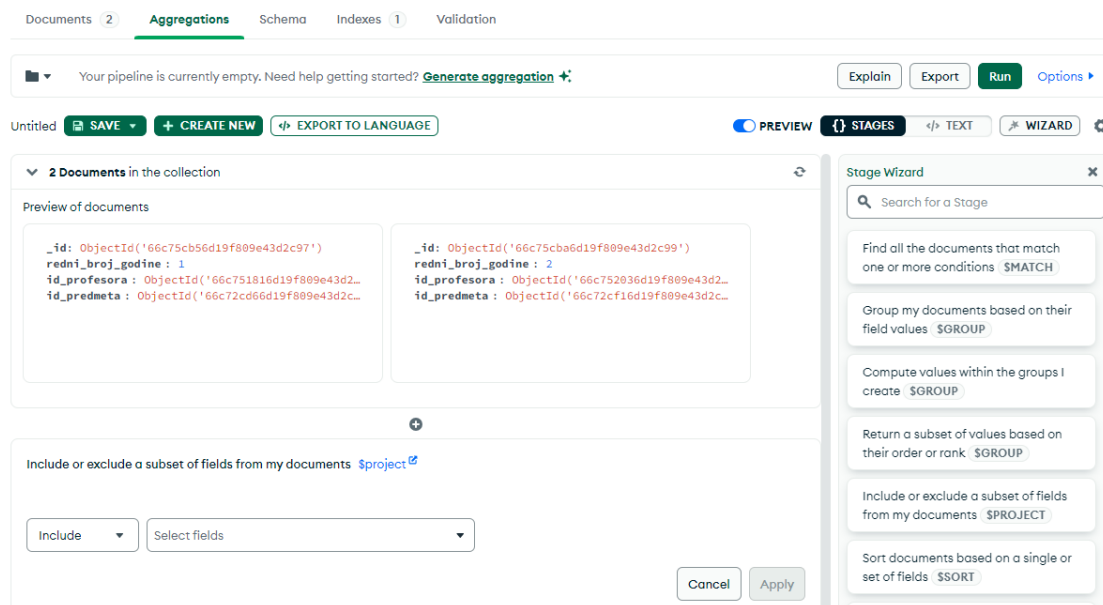 Documents 2 Aggregations Schema Indexes 1 Validation
Your pipeline is currently empty. Need help getting started? Generate aggregation Explain Export Run Options
Untitled SAVE + CREATE NEW </> EXPORT TO LANGUAGE PREVIEW {} STAGES </> TEXT WIZARD
2 Documents in the collection
Preview of documents
_id: ObjectId('66c75cb56d19f809e43d2c97')
redni_broj_godine : 1
id_profesora : ObjectId('66c751816d19f809e43d2…
id_predmeta : ObjectId('66c72cd66d19f809e43d2c…
_id: ObjectId('66c75cba6d19f809e43d2c99')
redni_broj_godine : 2
id_profesora : ObjectId('66c752036d19f809e43d2…
id_predmeta : ObjectId('66c72cf16d19f809e43d2c…
Include or exclude a subset of fields from my documents $project
Include Select fields
Cancel Apply
Stage Wizard
Search for a Stage
Find all the documents that match
one or more conditions $MATCH
Group my documents based on their
field values $GROUP
Compute values within the groups I
create $GROUP
Return a subset of values based on
their order or rank $GROUP
Include or exclude a subset of fields
from my documents $PROJECT
Sort documents based on a single or
set of fields $SORT